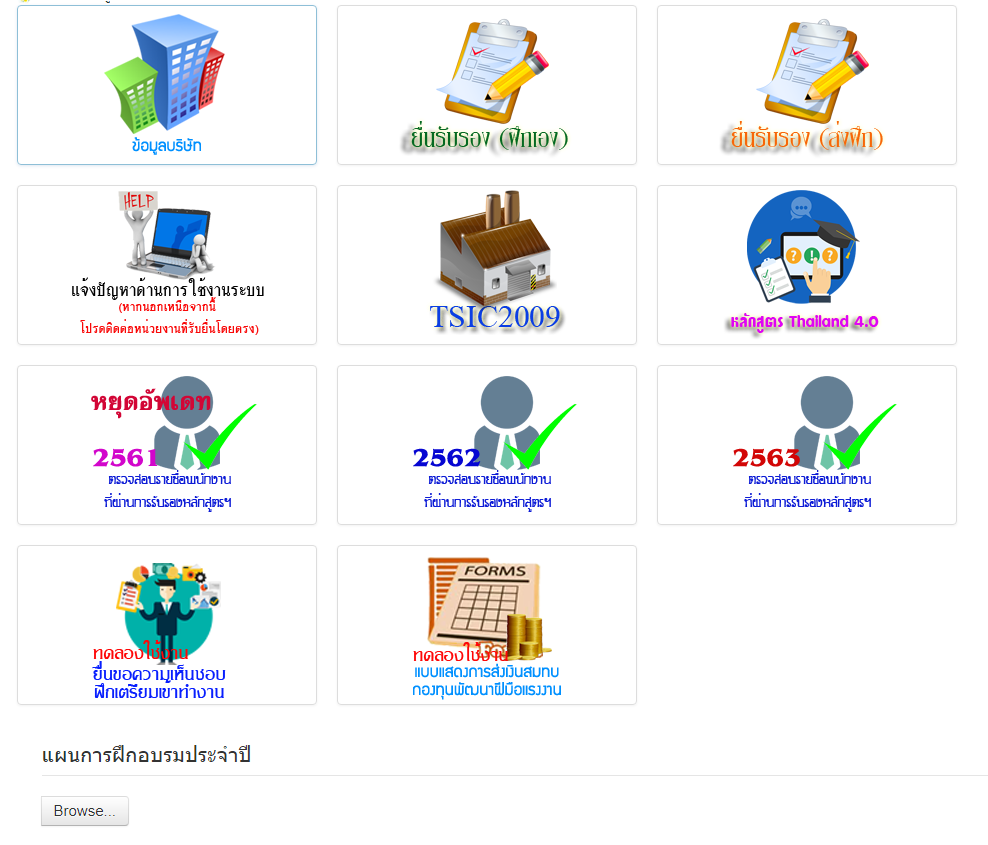 ข้อมูลบริษัท
ยื่นรับรอง (ฝึกเอง)
ยื่นรับรอง (ส่งฝึก)
HELP
แจ้งปัญหาด้านการใช้งานระบบ
(หากนอกเหนือจากนี้
โปรดติดต่อหน่วยงานที่รับยื่นโดยตรง)
TSIC2009
หลักสูตร Thailand 4.0
หยุดอัพเดท
2561
ตรวจสอบรายชื่อพนักงาน
ที่ผ่านการรับรองหลักสูตรฯ
2562
ตรวจสอบรายชื่อพนักงาน
ที่ผ่านการรับรองหลักสูตรฯ
2563
ตรวจสอบรายชื่อพนักงาน
ที่ผ่านการรับรองหลักสูตรฯ
ทดลองใช้งาน
ยื่นขอความเห็นชอบ
ฝึกเตรียมเข้าทำงาน
FORMS
ทดลองใช้งาน
แบบแสดงการส่งเงินสมทบ
กองทุนพัฒนาฝีมือแรงงาน
แผนการฝึกอบรมประจำปี
Browse...